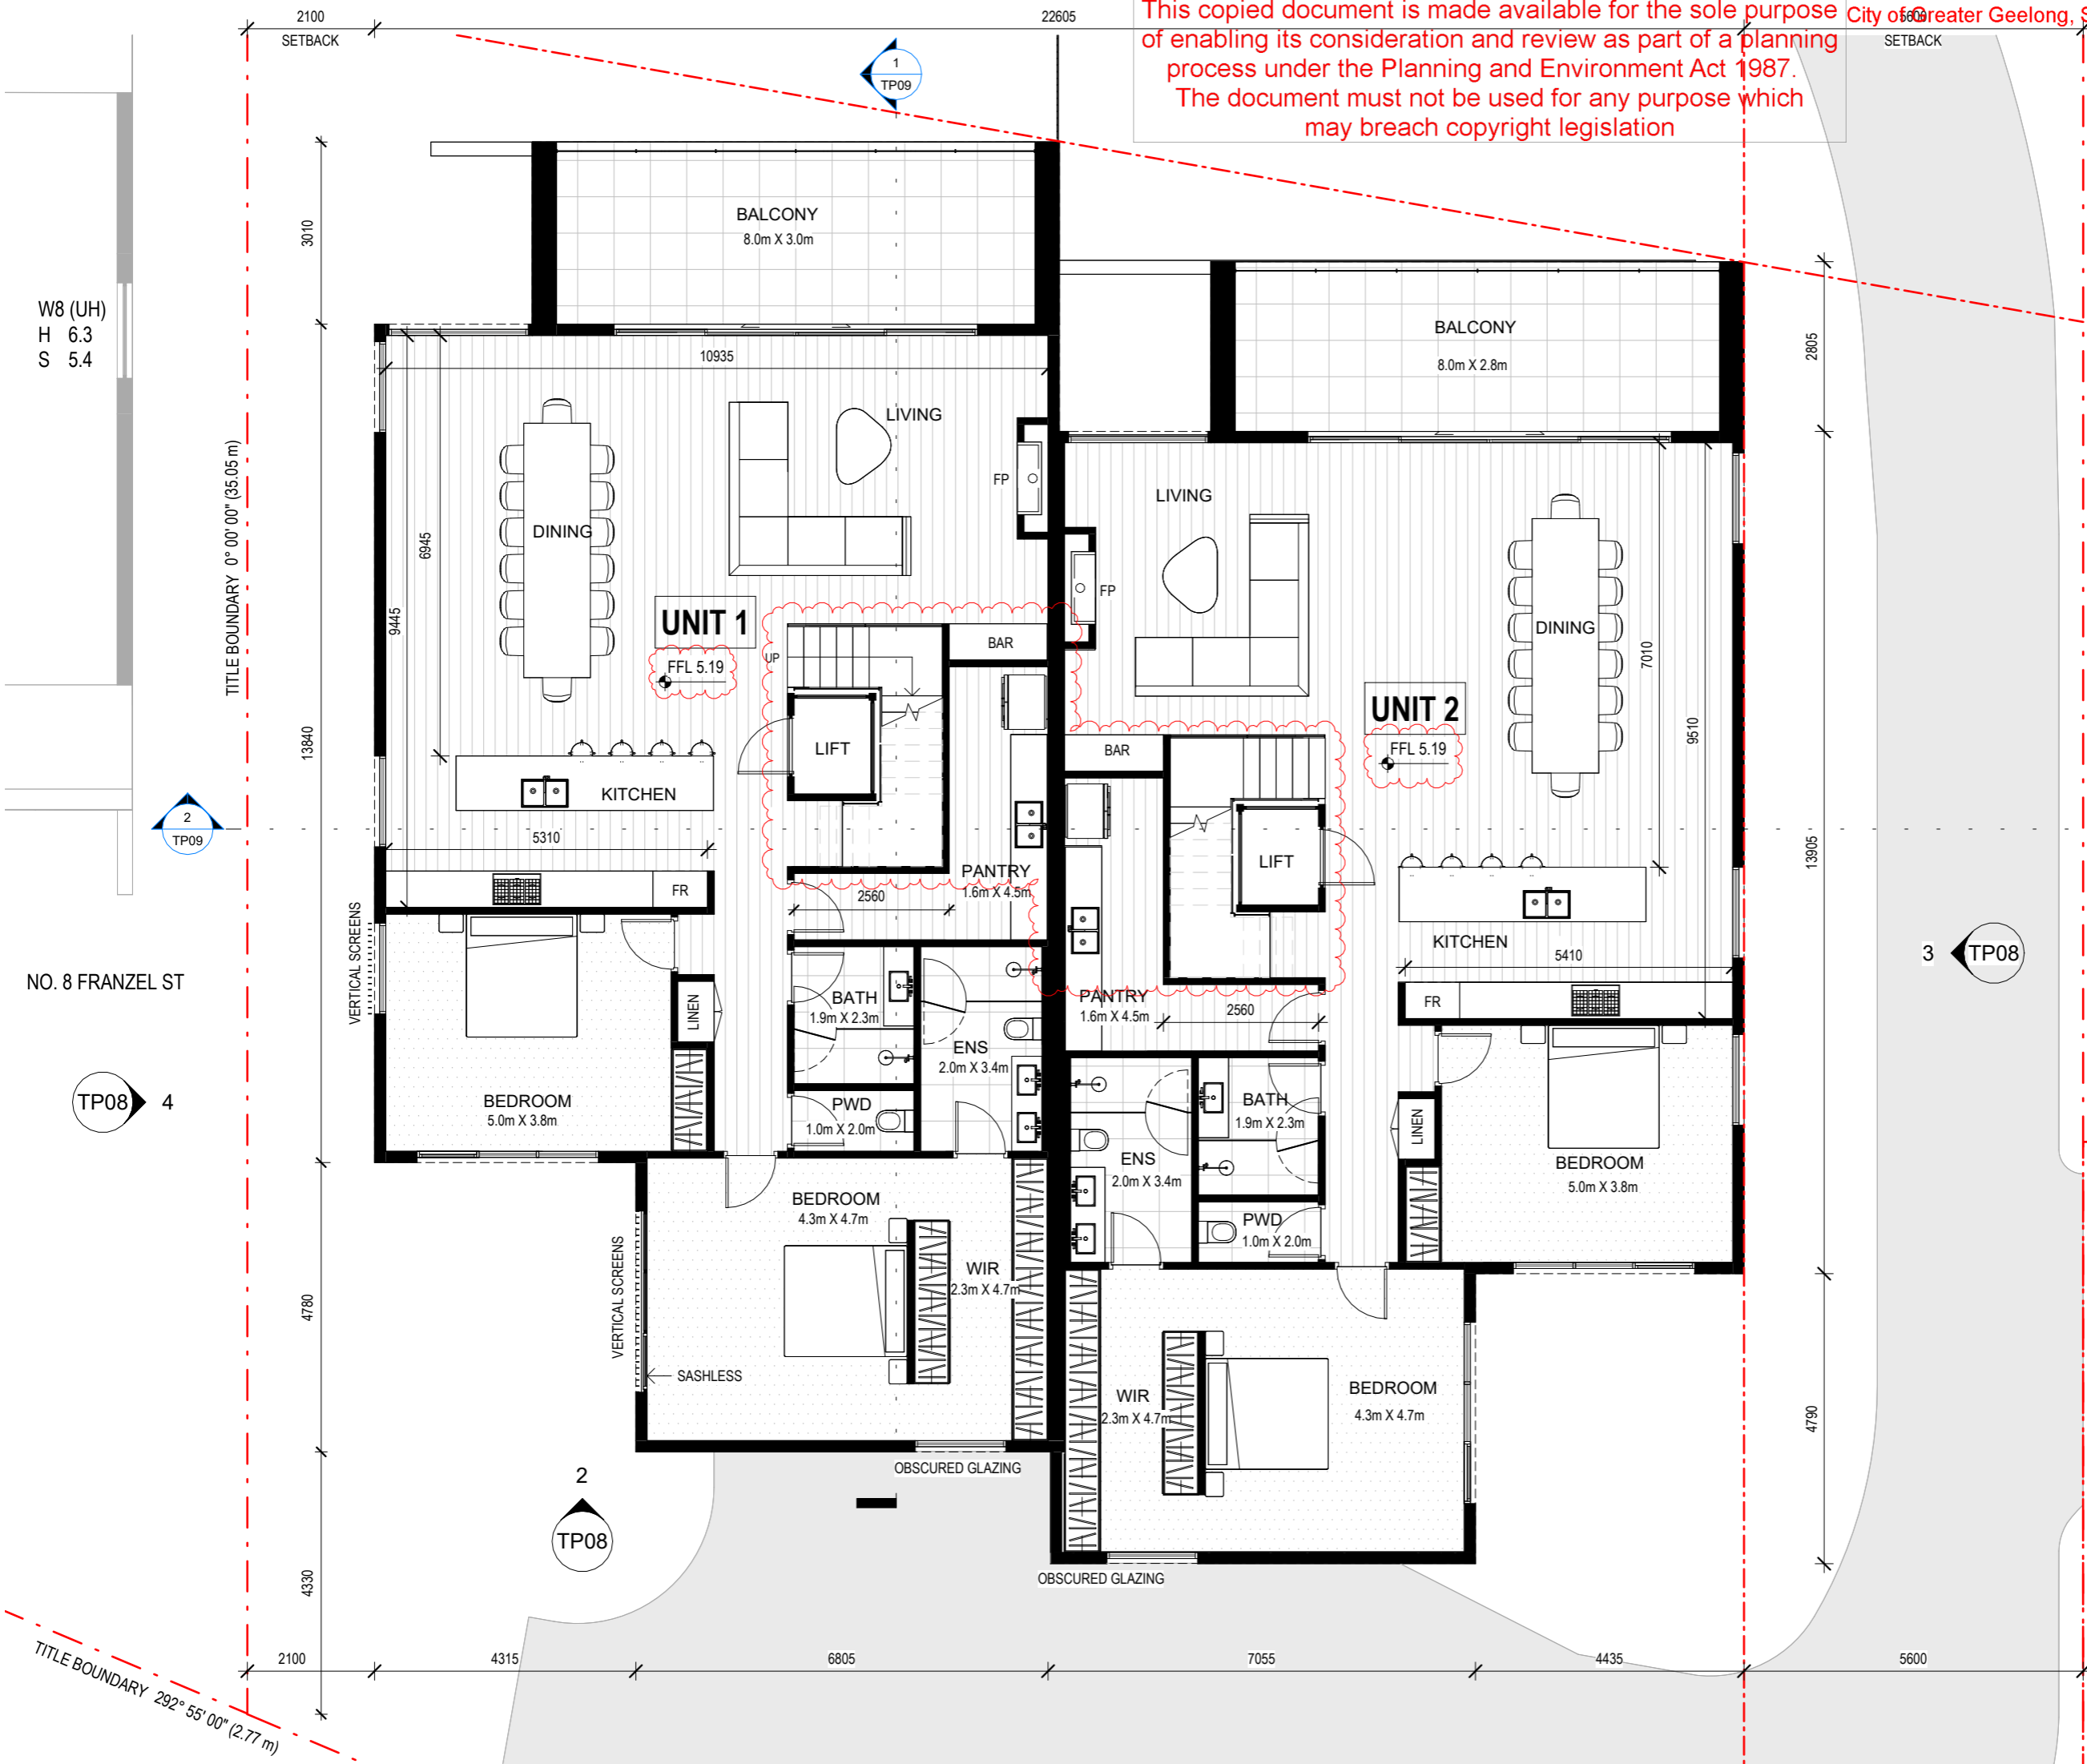 2100
SETBACK
22605
This copied document is made available for the sole purpose
of enabling its consideration and review as part of a planning
process under the Planning and Environment Act 1987.
The document must not be used for any purpose which
may breach copyright legislation
City of Greater Geelong,
5600
SETBACK
1
TP09
3010
BALCONY
8.0m X 3.0m
W8 (UH)
H 6.3
S 5.4
BALCONY
8.0m X 2.8m
2805
10935
LIVING
FP
DINING
6945
9445
TITLE BOUNDARY 0° 00' 00" (35.05 m)
LIVING
FP
DINING
7010
9510
UNIT 1
FFL 5.19
UP
BAR
LIFT
13840
KITCHEN
5310
FR
PANTRY
1.6m X 4.5m
2560
UNIT 2
FFL 5.19
BAR
LIFT
13905
KITCHEN
5410
FR
PANTRY
1.6m X 4.5m
2560
2
TP09
3
TP08
NO. 8 FRANZEL ST
VERTICAL SCREENS
LINEN
BATH
1.9m X 2.3m
ENS
2.0m X 3.4m
TP08
4
BEDROOM
5.0m X 3.8m
PWD
1.0m X 2.0m
BATH
1.9m X 2.3m
LINEN
ENS
2.0m X 3.4m
BEDROOM
5.0m X 3.8m
PWD
1.0m X 2.0m
BEDROOM
4.3m X 4.7m
WIR
2.3m X 4.7m
VERTICAL SCREENS
4780
SASHLESS
WIR
2.3m X 4.7m
BEDROOM
4.3m X 4.7m
4790
OBSCURED GLAZING
2
TP08
4330
OBSCURED GLAZING
TITLE BOUNDARY 292° 55' 00" (2.77 m)
2100
4315
6805
7055
4435
5600